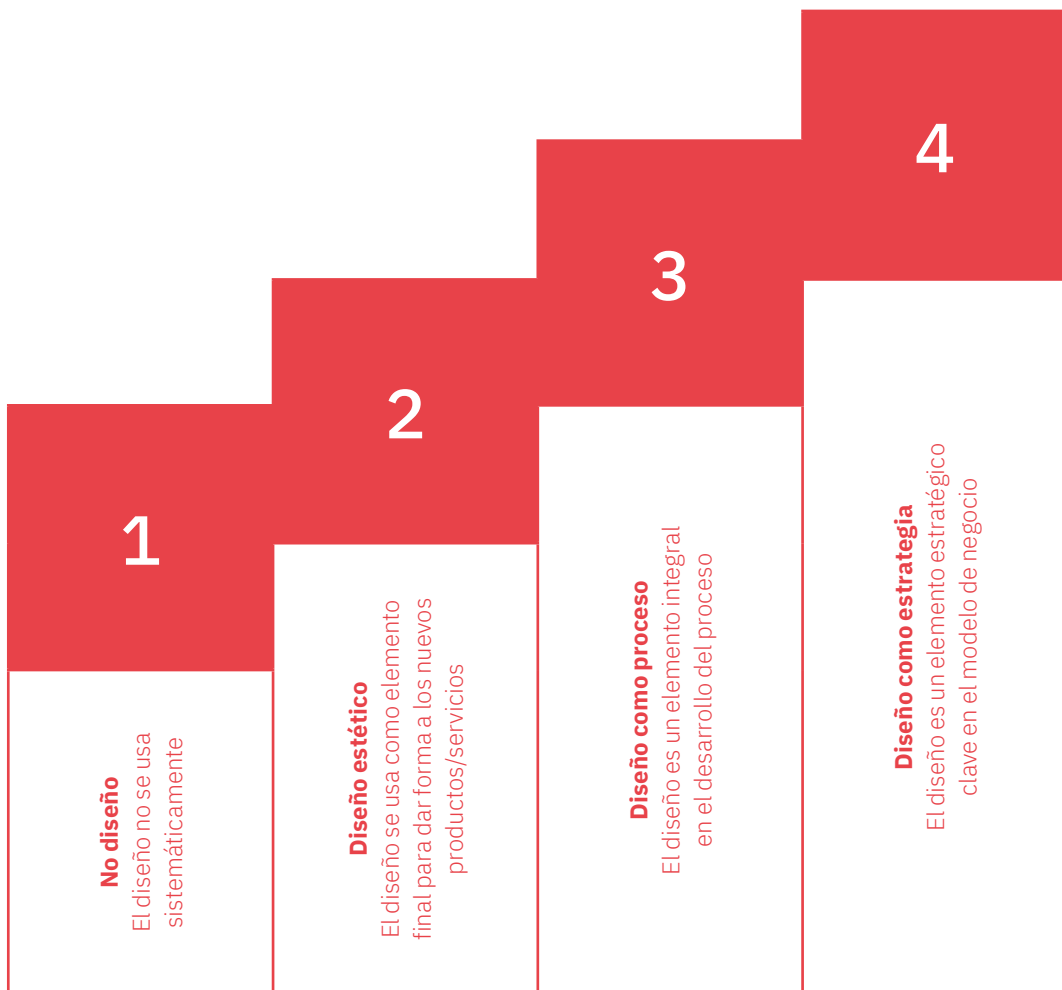 1
No diseño
El diseño no se usa
sistemáticamente
2
Diseño estético
El diseño se usa como elemento
final para dar forma a los nuevos
productos/servicios
3
Diseño como proceso
El diseño es un elemento integral
en el desarrollo del proceso
4
Diseño como estrategia
El diseño es un elemento estratégico
clave en el modelo de negocio